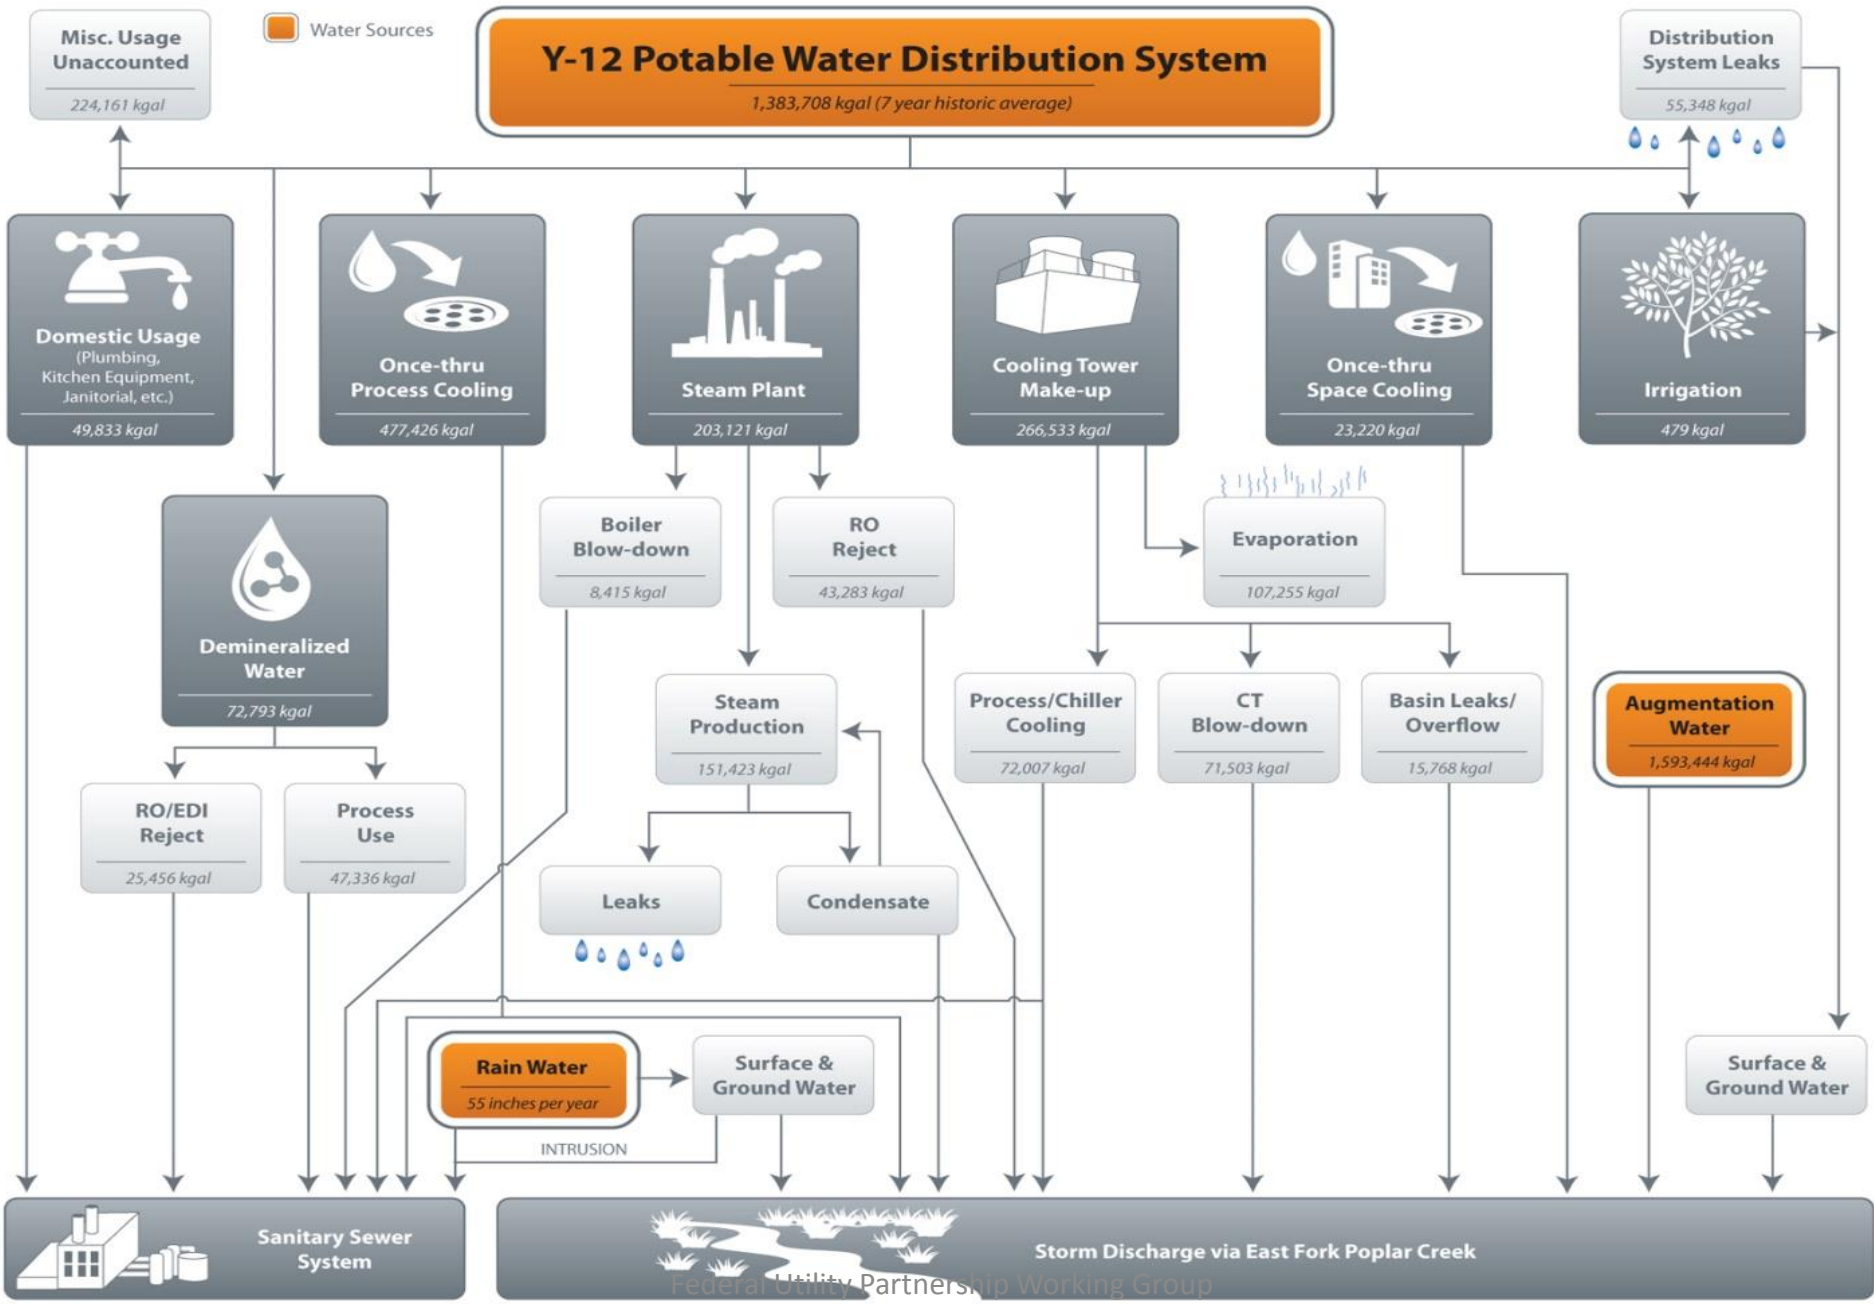 Misc. Usage
Unaccounted
224,161 kgal
Water Sources
Y-12 Potable Water Distribution System
1,383,708 kgal (7 year historic average)
Distribution
System Leaks
55,348 kgal
Domestic Usage
(Plumbing,
Kitchen Equipment,
Janitorial, etc.)
49,833 kgal
Once-thru
Process Cooling
477,426 kgal
Steam Plant
203,121 kgal
Cooling Tower
Make-up
266,533 kgal
Once-thru
Space Cooling
23,220 kgal
Irrigation
479 kgal
Demineralized
Water
72,793 kgal
Boiler
Blow-down
8,415 kgal
RO
Reject
43,283 kgal
Evaporation
107,255 kgal
Steam
Production
151,423 kgal
Process/Chiller
Cooling
72,007 kgal
CT
Blow-down
71,503 kgal
Basin Leaks/
Overflow
15,768 kgal
Augmentation
Water
1,593,444 kgal
RO/EDI
Reject
25,456 kgal
Process
Use
47,336 kgal
Leaks
Condensate
Rain Water
55 inches per year
Surface &
Ground Water
INTRUSION
Surface &
Ground Water
Sanitary Sewer
System
Storm Discharge via East Fork Poplar Creek
Federal Utility Partnership Working Group